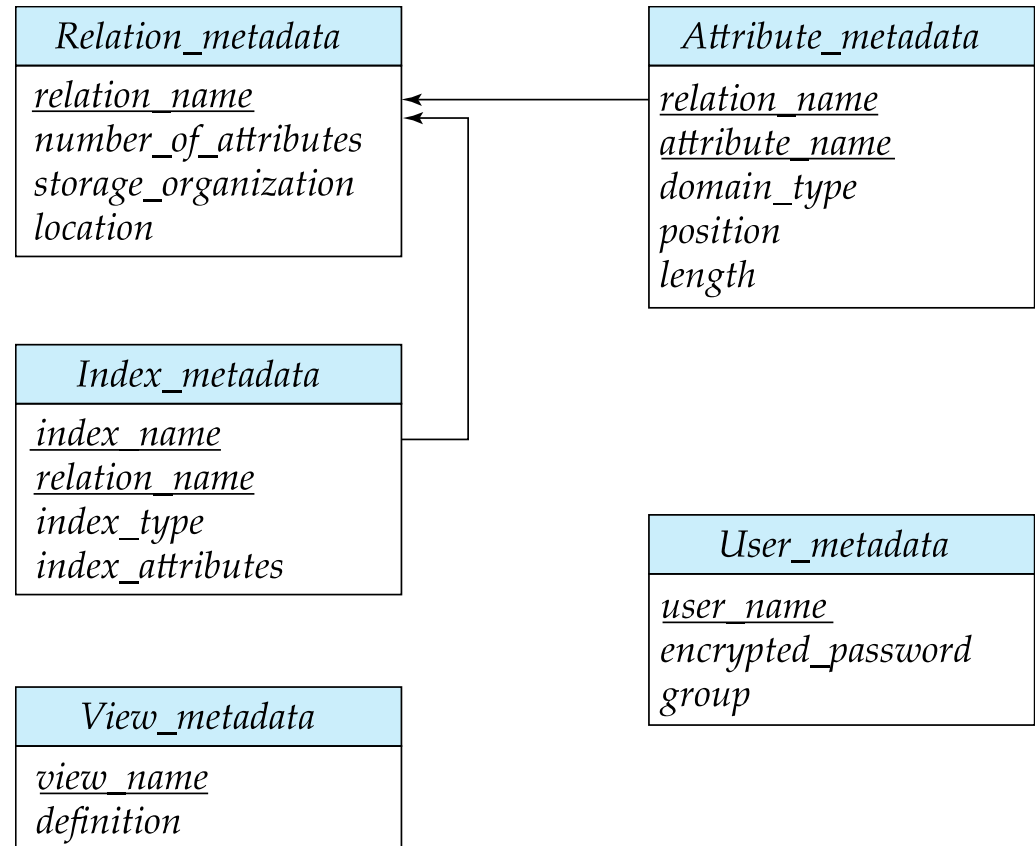 Relation_metadata
relation_name
number_of_attributes
storage_organization
location
Attribute_metadata
relation_name
attribute_name
domain_type
position
length
Index_metadata
index_name
relation_name
index_type
index_attributes
User_metadata
user_name
encrypted_password
group
View_metadata
view_name
definition